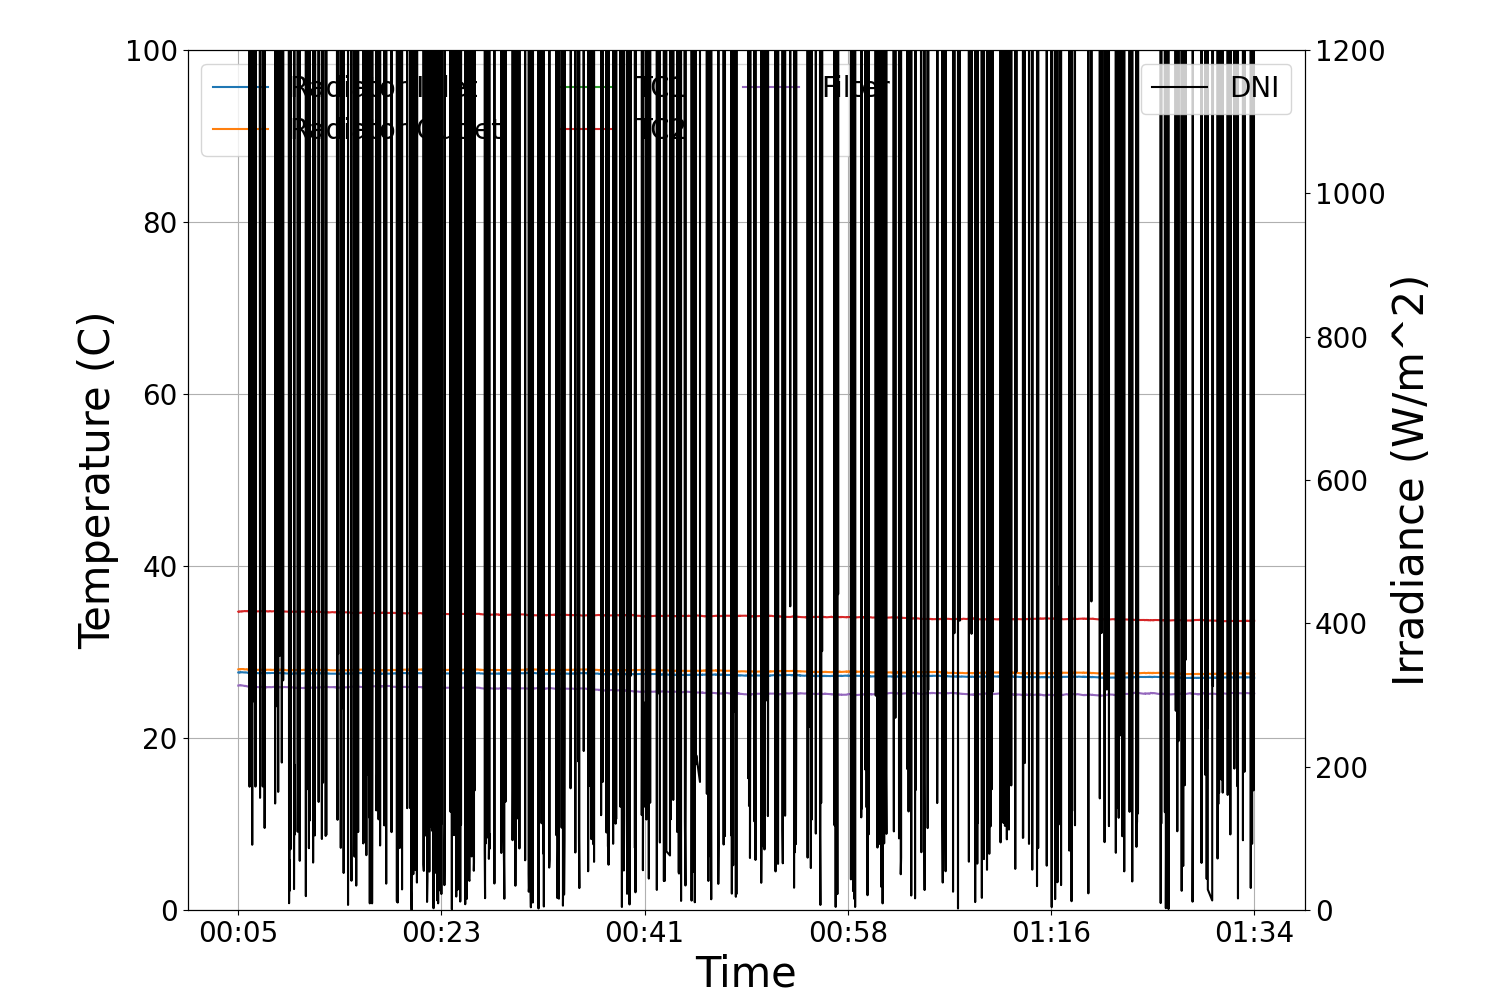 100
80
60
40
20
0
Temperature (C)
Radiator Inlet
Radiator Outlet
TC1
TC2
Filter
DNI
1200
1000
800
600
400
200
0
Irradiance (W/m^2)
00:05 00:23 00:41 00:58 01:16 01:34
Time